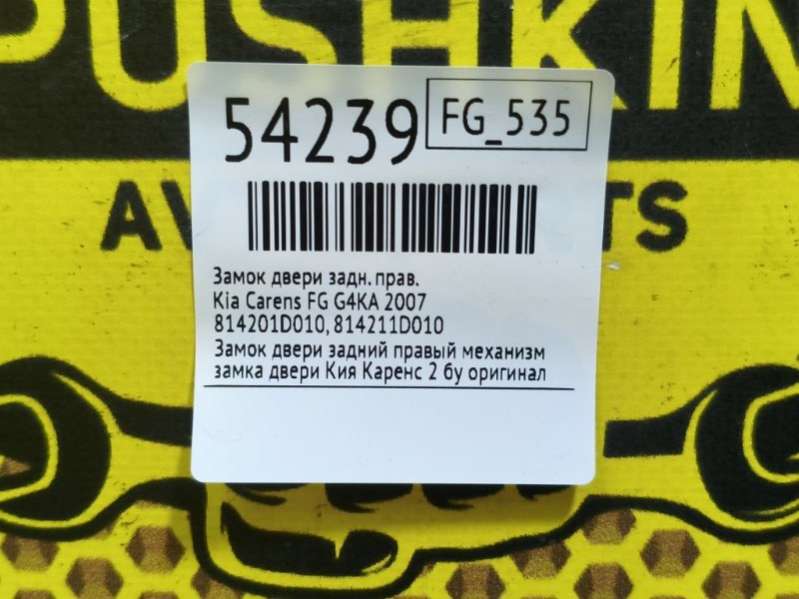 PUSHKIN
54239
FG_535
Замок двери задн. прав.
Kia Carens FG G4KA 2007
814201D010, 814211D010
Замок двери задний правый механизм
замка двери Кия Каренс 2 бу оригинал